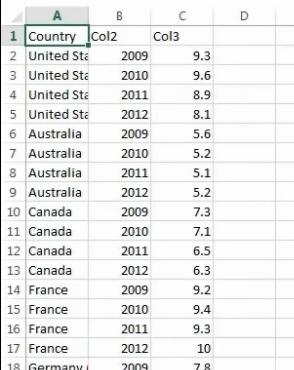 A B C D
1 Country Col2 Col3
2 United Sta 2009 9.3
3 United Sta 2010 9.6
4 United Sta 2011 8.9
5 United Sta 2012 8.1
6 Australia 2009 5.6
7 Australia 2010 5.2
8 Australia 2011 5.1
9 Australia 2012 5.2
10 Canada 2009 7.3
11 Canada 2010 7.1
12 Canada 2011 6.5
13 Canada 2012 6.3
14 France 2009 9.2
15 France 2010 9.4
16 France 2011 9.3
17 France 2012 10
18 Germany 2009 7.8